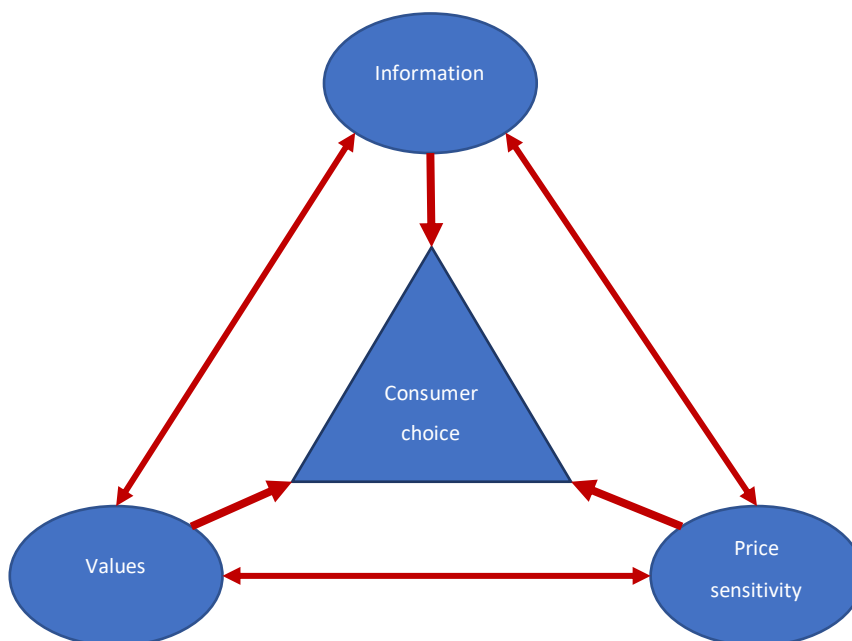 Information
Consumer
choice
Values
Price
sensitivity